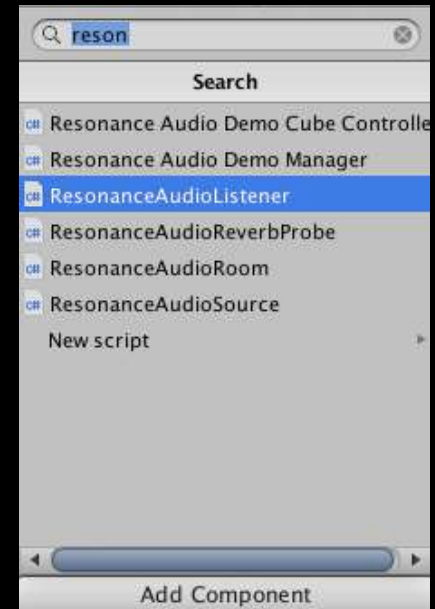 reson
Search
Resonance Audio Demo Cube Controlle
Resonance Audio Demo Manager
ResonanceAudioListener
ResonanceAudioReverbProbe
ResonanceAudioRoom
ResonanceAudioSource
New script
Add Component